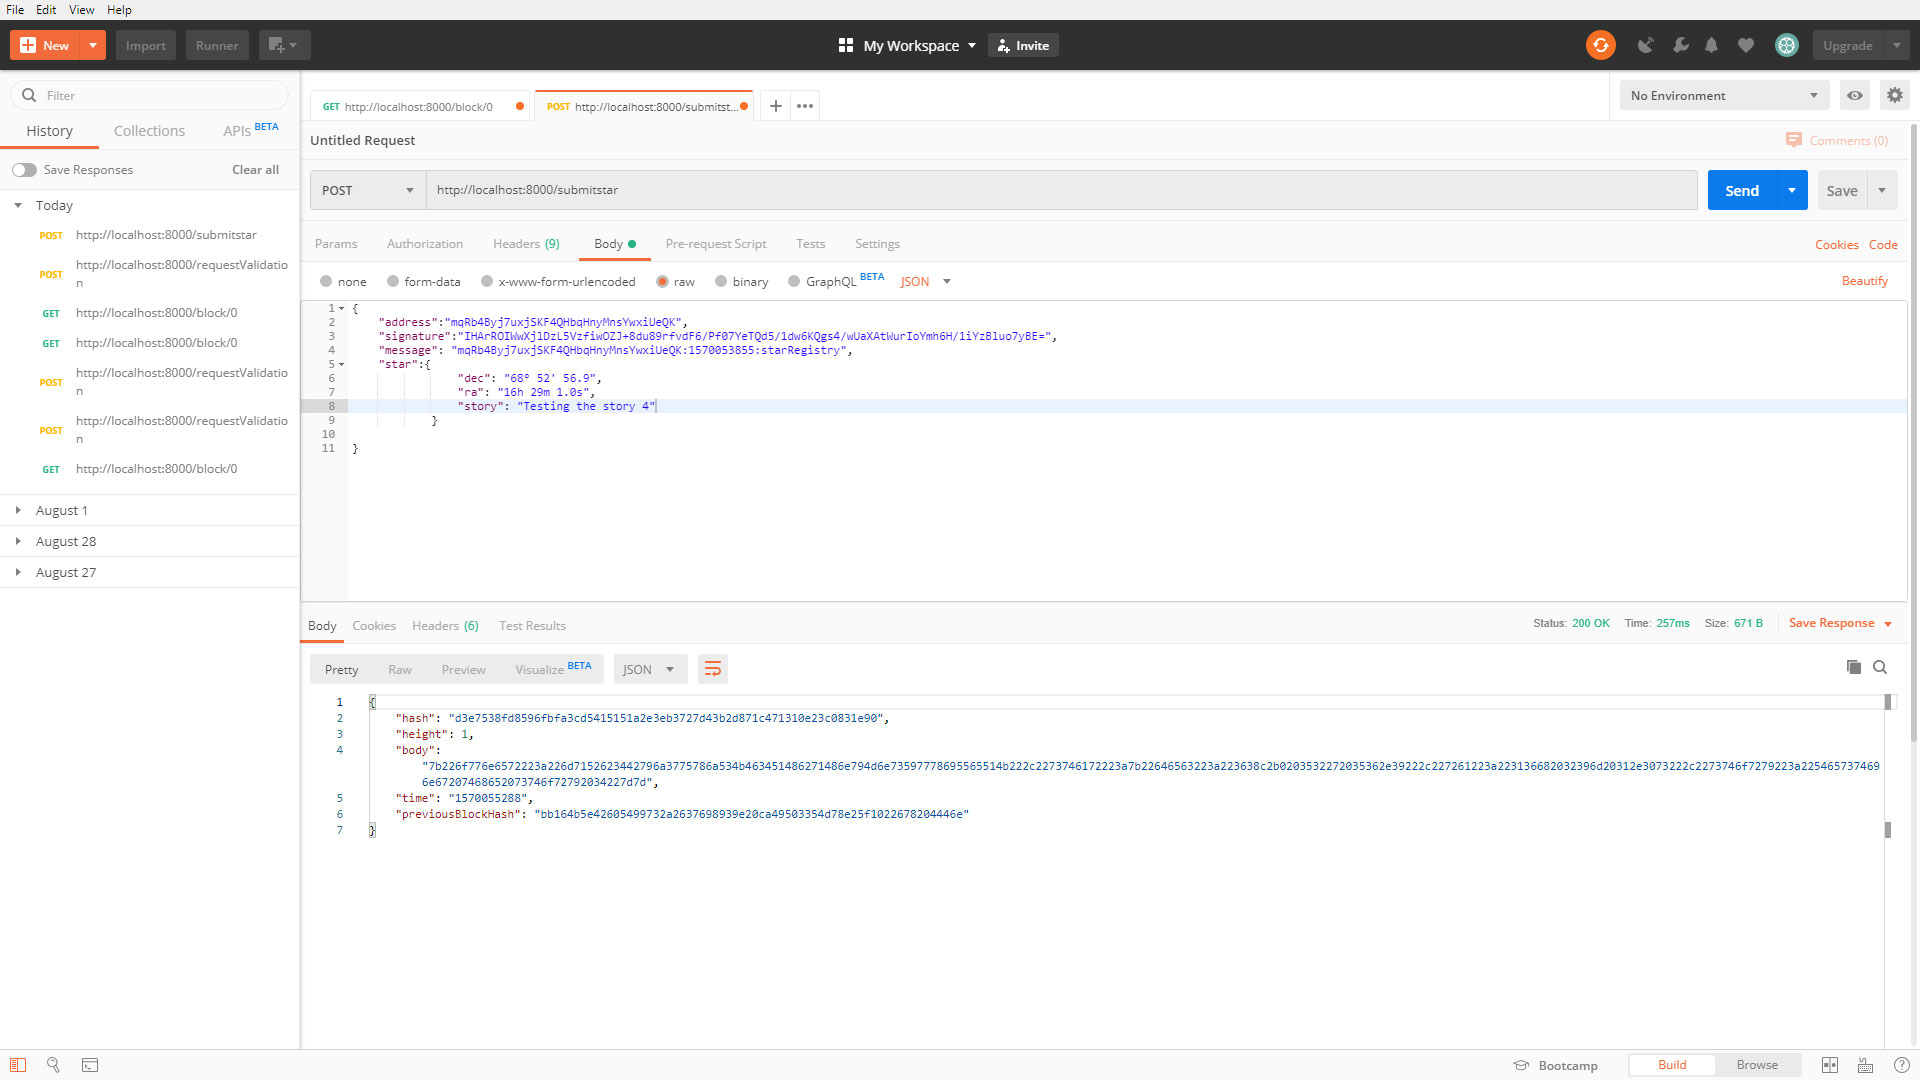 File Edit View Help
New Import Runner My Workspace Invite Upgrade
Filter
History Collections APIs BETA
Save Responses Clear all
Today
POST http://localhost:8000/submitstar
POST http://localhost:8000/requestValidatio
n
GET http://localhost:8000/block/0
GET http://localhost:8000/block/0
POST http://localhost:8000/requestValidatio
n
POST http://localhost:8000/requestValidatio
n
GET http://localhost:8000/block/0
August 1
August 28
August 27
GET http://localhost:8000/block/0 POST http://localhost:8000/submitst... No Environment
Untitled Request Comments (0)
POST http://localhost:8000/submitstar Send Save
Params Authorization Headers (9) Body Pre-request Script Tests Settings Cookies Code
none form-data x-www-form-urlencoded raw binary GraphQL BETA JSON Beautify
1 {
2 "address":"mqRb4Byj7uxjSKF4QHbqHnyMnsYwxiUeQK",
3 "signature":"IHArROIWwXjlDzL5VzfiwOZJ+8du89rfvdF6/Pf07YeTQd5/1dw6KQgs4/wUaXAtWurIoYmh6H/1iYzBluo7yBE=",
4 "message": "mqRb4Byj7uxjSKF4QHbqHnyMnsYwxiUeQK:1570053855:starRegistry",
5 "star":{
6 "dec": "68° 52' 56.9",
7 "ra": "16h 29m 1.0s",
8 "story": "Testing the story 4"
9 }
10
11 }
Body Cookies Headers (6) Test Results Status: 200 OK Time: 257ms Size: 671 B Save Response
Pretty Raw Preview Visualize BETA JSON
1 {
2 "hash": "d3e7538fd8596fbfa3cd5415151a2e3eb3727d43b2d871c471310e23c0831e90",
3 "height": 1,
4 "body":
"7b226f776e6572223a226d7152623442796a3775786a534b463451486271486e794d6e73597778695565514b222c2273746172223a7b22646563223a223638c2b0203532272035362e39222c227261223a223136682032396d20312e3073222c2273746f7279223a2254657374696
6e67207468652073746f72792034227d7d",
5 "time": "1570055288",
6 "previousBlockHash": "bb164b5e42605499732a2637698939e20ca49503354d78e25f1022678204446e"
7 }
Bootcamp Build Browse